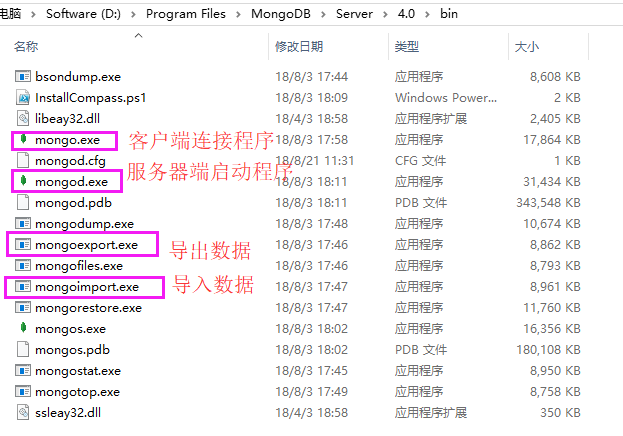 电脑 > Software (D:) > Program Files > MongoDB > Server > 4.0 > bin
名称 修改日期 类型 大小
bsondump.exe 18/8/3 17:44 应用程序 8,608 KB
InstallCompass.ps1 18/8/3 18:09 Windows Power... 2 KB
libeay32.dll 18/4/3 18:58 应用程序扩展 2,405 KB
mongo.exe 客户端连接程序 18/8/3 17:58 应用程序 17,864 KB
mongod.cfg 18/8/21 11:31 CFG 文件 1 KB
服务器端启动程序
mongod.exe 18/8/3 18:11 应用程序 31,434 KB
mongod.pdb 18/8/3 18:11 PDB 文件 343,548 KB
mongodump.exe 18/8/3 17:48 应用程序 10,674 KB
mongoexport.exe 导出数据 18/8/3 17:46 应用程序 8,862 KB
mongofiles.exe 18/8/3 17:46 应用程序 8,793 KB
mongoimport.exe 导入数据 18/8/3 17:47 应用程序 8,961 KB
mongorestore.exe 18/8/3 17:47 应用程序 11,760 KB
mongos.exe 18/8/3 18:02 应用程序 16,356 KB
mongos.pdb 18/8/3 18:02 PDB 文件 180,108 KB
mongostat.exe 18/8/3 17:45 应用程序 8,950 KB
mongotop.exe 18/8/3 17:49 应用程序 8,758 KB
ssleay32.dll 18/4/3 18:58 应用程序扩展 350 KB